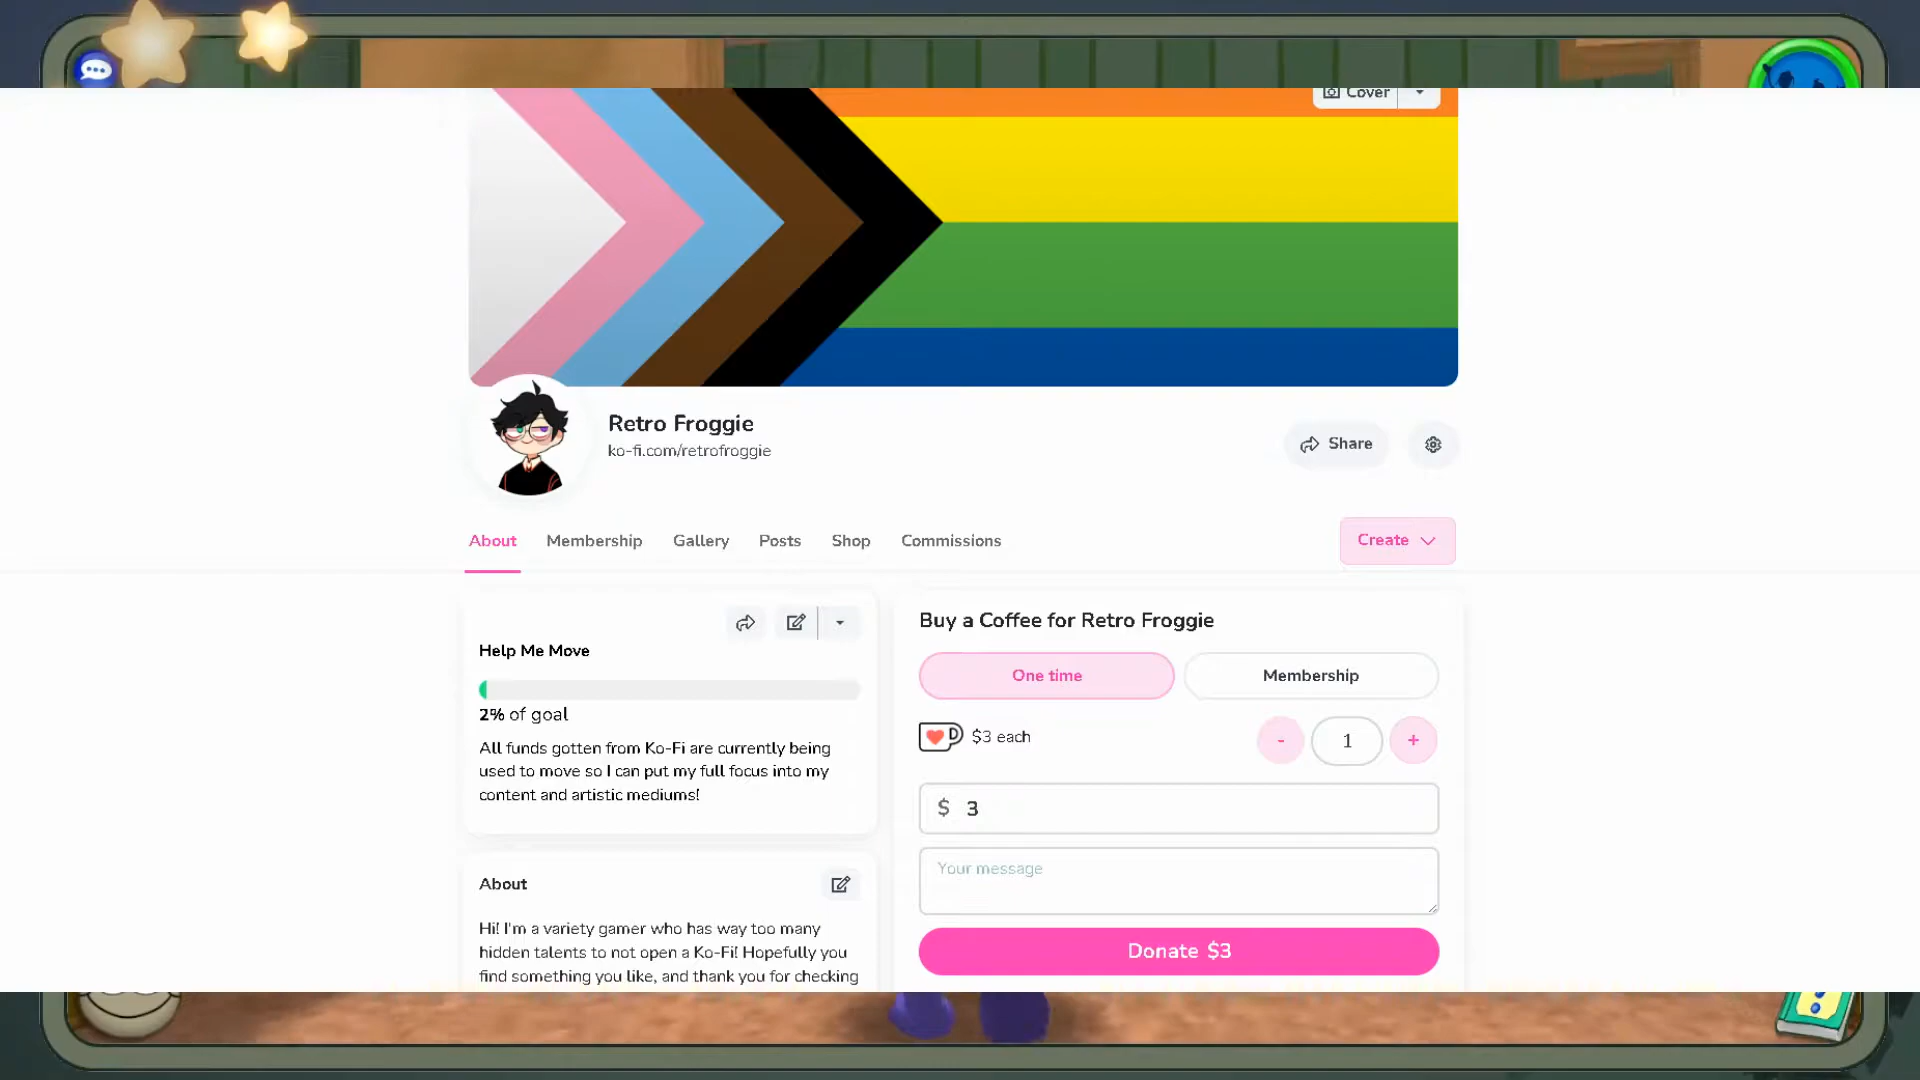 Cover
Retro Froggie
ko-fi.com/retrofroggie
Share
About Membership Gallery Posts Shop Commissions
Create
Help Me Move
2% of goal
All funds gotten from Ko-Fi are currently being
used to move so I can put my full focus into my
content and artistic mediums!
About
Hi! I'm a variety gamer who has way too many
hidden talents to not open a Ko-Fi! Hopefully you
find something you like, and thank you for checking
Buy a Coffee for Retro Froggie
One time Membership
$3 each - 1 +
$ 3
Your message
Donate $3